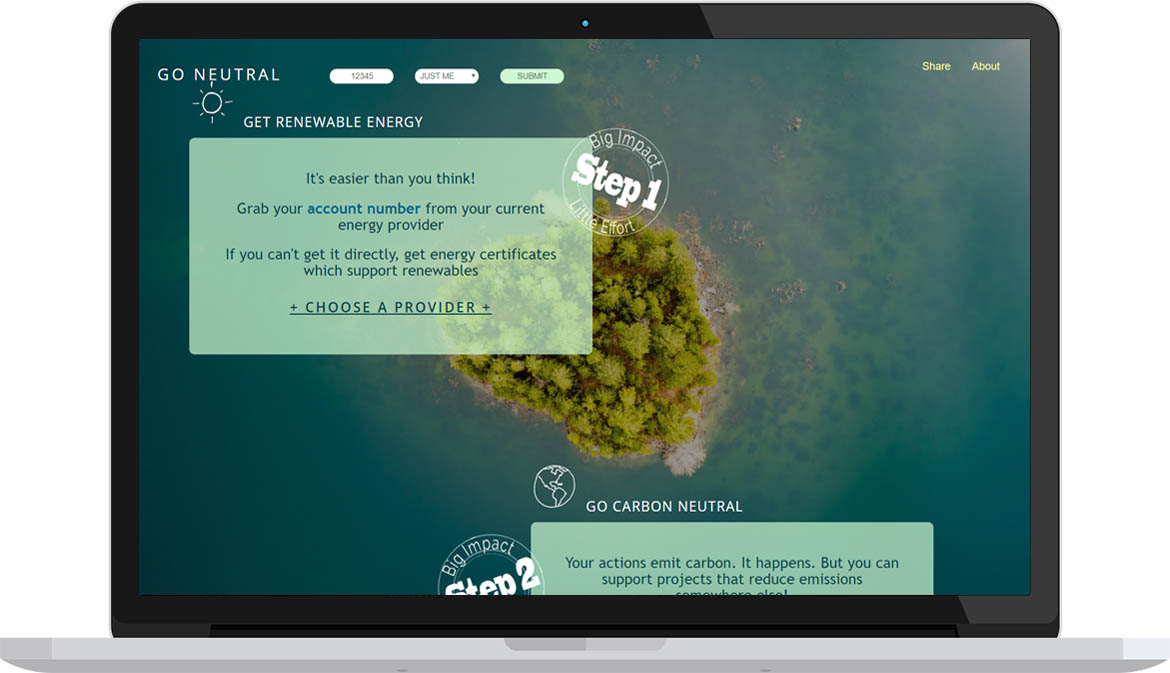 GO NEUTRAL
12345
JUST ME
SUBMIT
Share
About
GET RENEWABLE ENERGY
Big Impact
Step 1
Little Effort
It's easier than you think!
Grab your account number from your current
energy provider
If you can't get it directly, get energy certificates
which support renewables
+ CHOOSE A PROVIDER +
GO CARBON NEUTRAL
Big Impact
Step 2
Your actions emit carbon. It happens. But you can
support projects that reduce emissions
somewhere else!